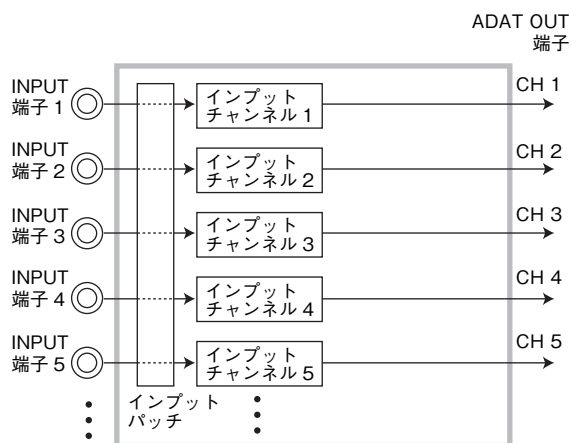 ADAT OUT
端子
INPUT
端子 1
インプット
チャンネル 1
CH 1
INPUT
端子 2
インプット
チャンネル 2
CH 2
INPUT
端子 3
インプット
チャンネル 3
CH 3
INPUT
端子 4
インプット
チャンネル 4
CH 4
INPUT
端子 5
インプット
チャンネル 5
CH 5
インプット
パッチ